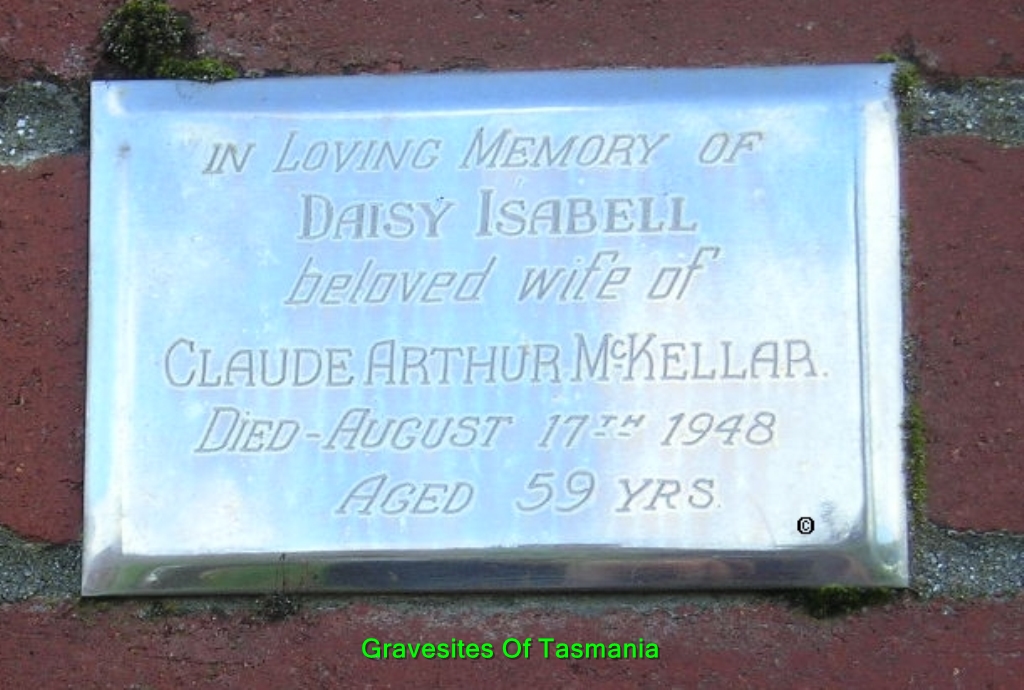 IN LOVING MEMORY OF
DAISY ISABELL
beloved wife of
CLAUDE ARTHUR McKELLAR.
DIED-AUGUST 17TH 1948
AGED 59 YRS.
©
Gravesites Of Tasmania